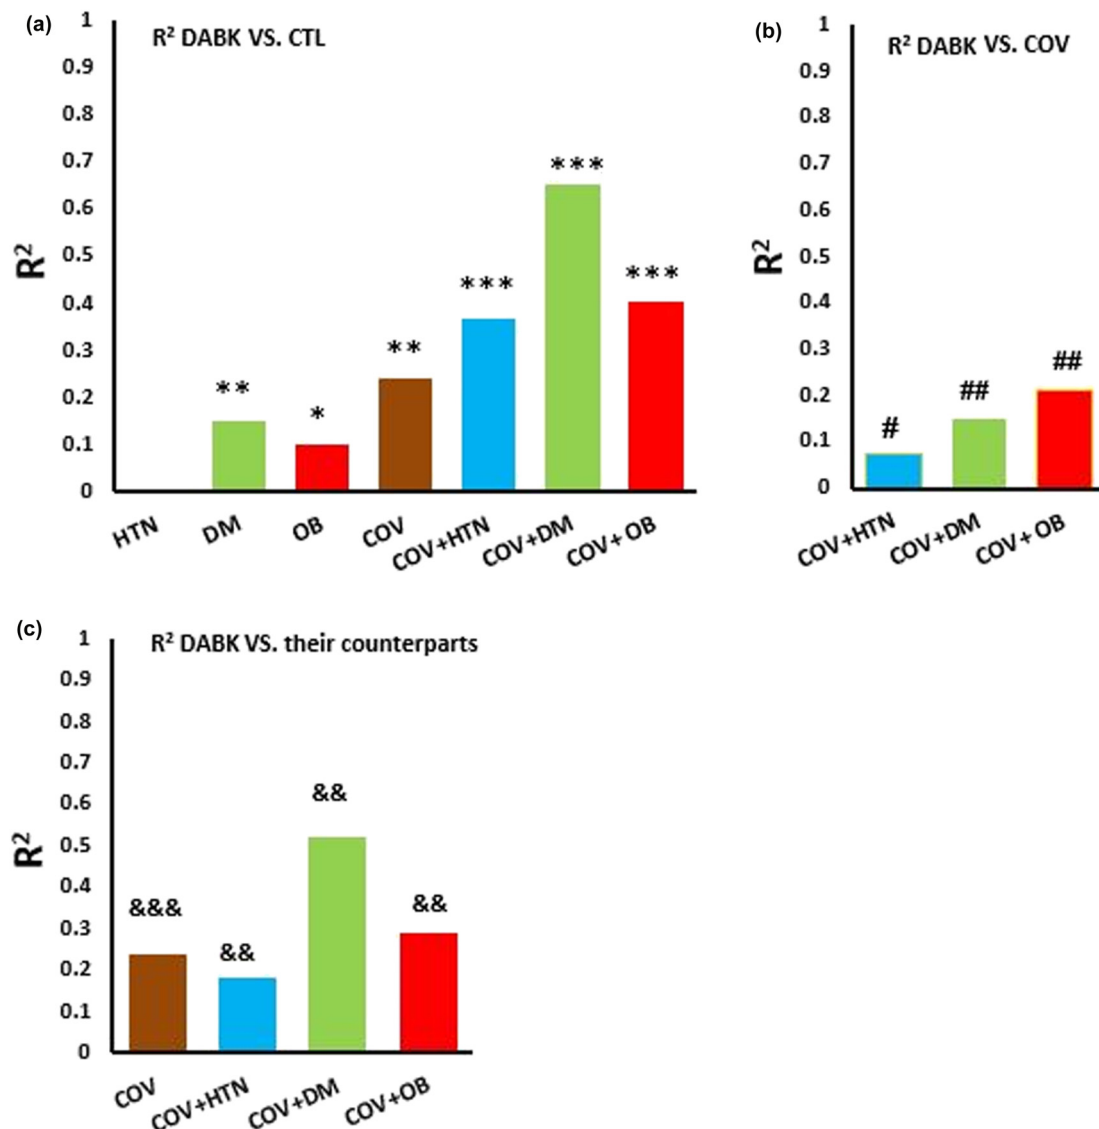 (a)
R² DABK VS. CTL
1
0.9
0.8
0.7
0.6
0.5
0.4
0.3
0.2
0.1
0
R²
**
*
**
***
***
***
HTN
DM
OB
COV
COV+HTN
COV+DM
COV+ OB
(b)
R² DABK VS. COV
1
0.9
0.8
0.7
0.6
0.5
0.4
0.3
0.2
0.1
0
R²
#
##
##
COV+HTN
COV+DM
COV+ OB
(c)
R² DABK VS. their counterparts
1
0.9
0.8
0.7
0.6
0.5
0.4
0.3
0.2
0.1
0
R²
&&&
&&
&&
&&
COV
COV+HTN
COV+DM
COV+OB